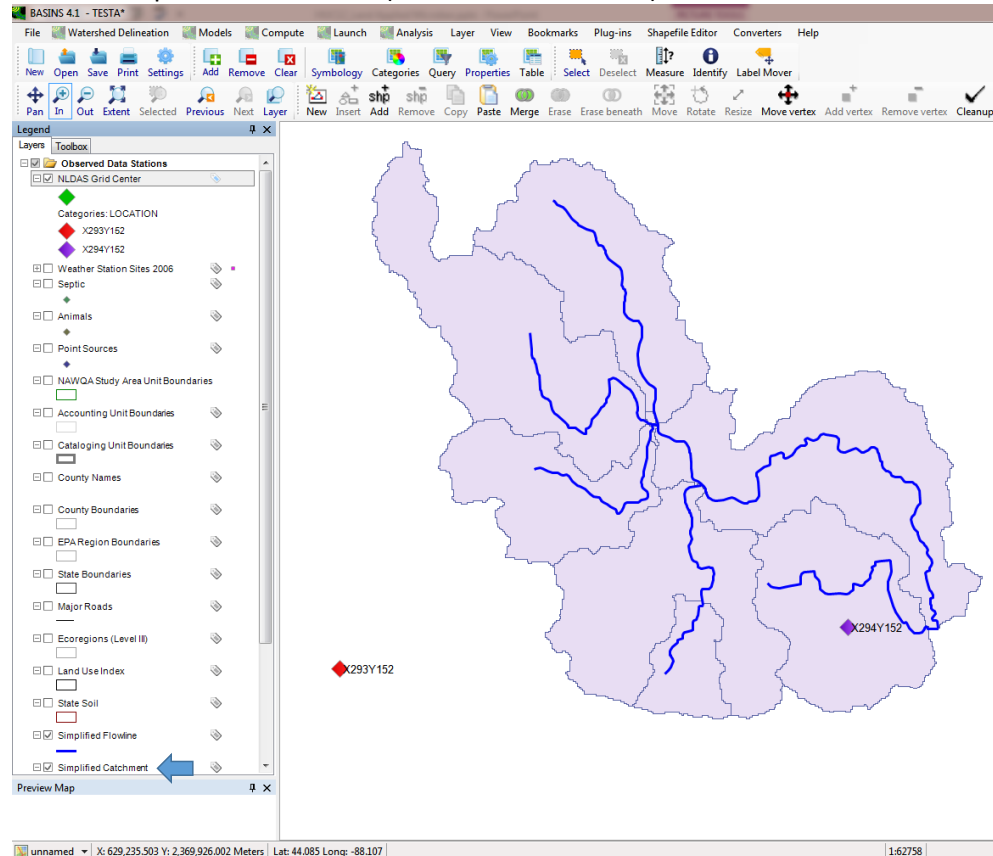 BASINS 4.1 - TESTA*
File Watershed Delineation Models Compute Launch Analysis Layer View Bookmarks Plug-ins Shapefile Editor Converters Help
New Open Save Print Settings Add Remove Clear Symbology Categories Query Properties Table Select Deselect Measure Identify Label Mover
Pan In Out Extent Selected Previous Next Layer New Insert Add Remove Copy Paste Merge Erase Erase beneath Move Rotate Resize Move vertex Add vertex Remove vertex Cleanup
Legend
Layers Toolbox
Observed Data Stations
NLDAS Grid Center
Categories: LOCATION
X293Y152
X294Y152
Weather Station Sites 2006
Septic
Animals
Point Sources
NAWQA Study Area Unit Boundaries
Accounting Unit Boundaries
Cataloging Unit Boundaries
County Names
County Boundaries
EPA Region Boundaries
State Boundaries
Major Roads
Ecoregions (Level III)
Land Use Index
State Soil
Simplified Flowline
Simplified Catchment
X294Y152
X293Y152
Preview Map
unnamed X: 629,235.503 Y: 2,369,926.002 Meters Lat: 44.085 Long: -88.107 1:62758